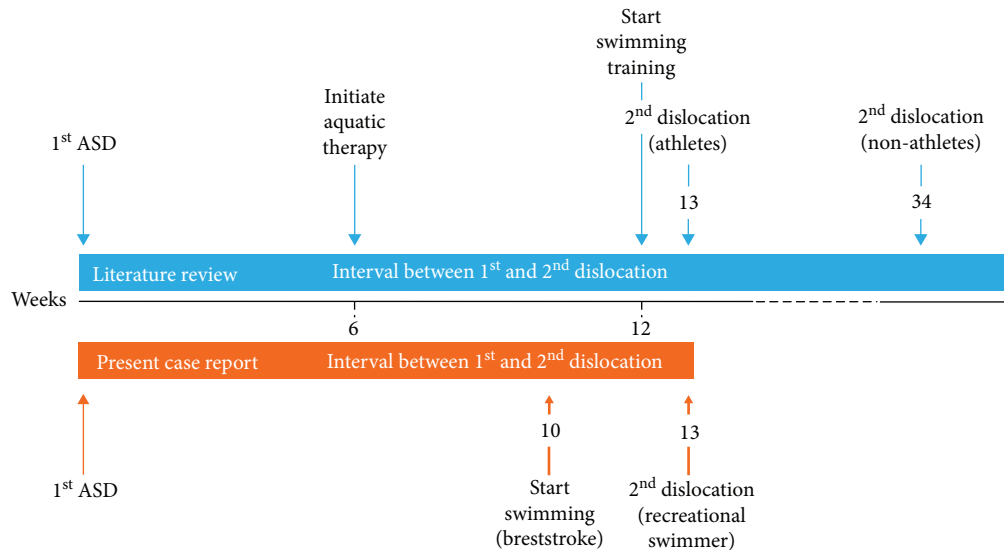 Start
swimming
training
Initiate
aquatic
therapy
2nd dislocation
(athletes)
2nd dislocation
(non-athletes)
1st ASD
13
34
Literature review
Interval between 1st and 2nd dislocation
Weeks
6
12
Present case report
Interval between 1st and 2nd dislocation
10
13
1st ASD
Start
swimming
(breststroke)
2nd dislocation
(recreational
swimmer)